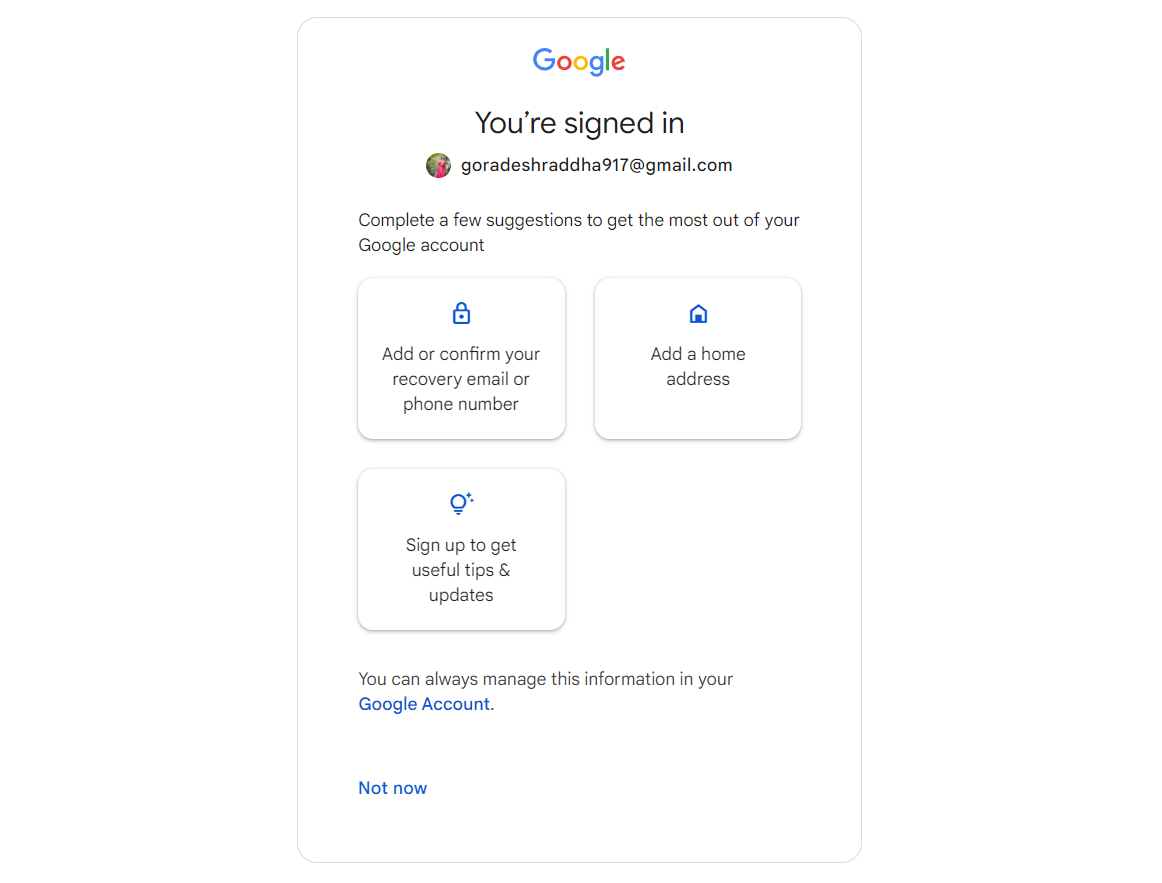 Google
You’re signed in
goradeshraddha917@gmail.com
Complete a few suggestions to get the most out of your
Google account
Add or confirm your
recovery email or
phone number
Add a home
address
Sign up to get
useful tips &
updates
You can always manage this information in your
Google Account.
Not now